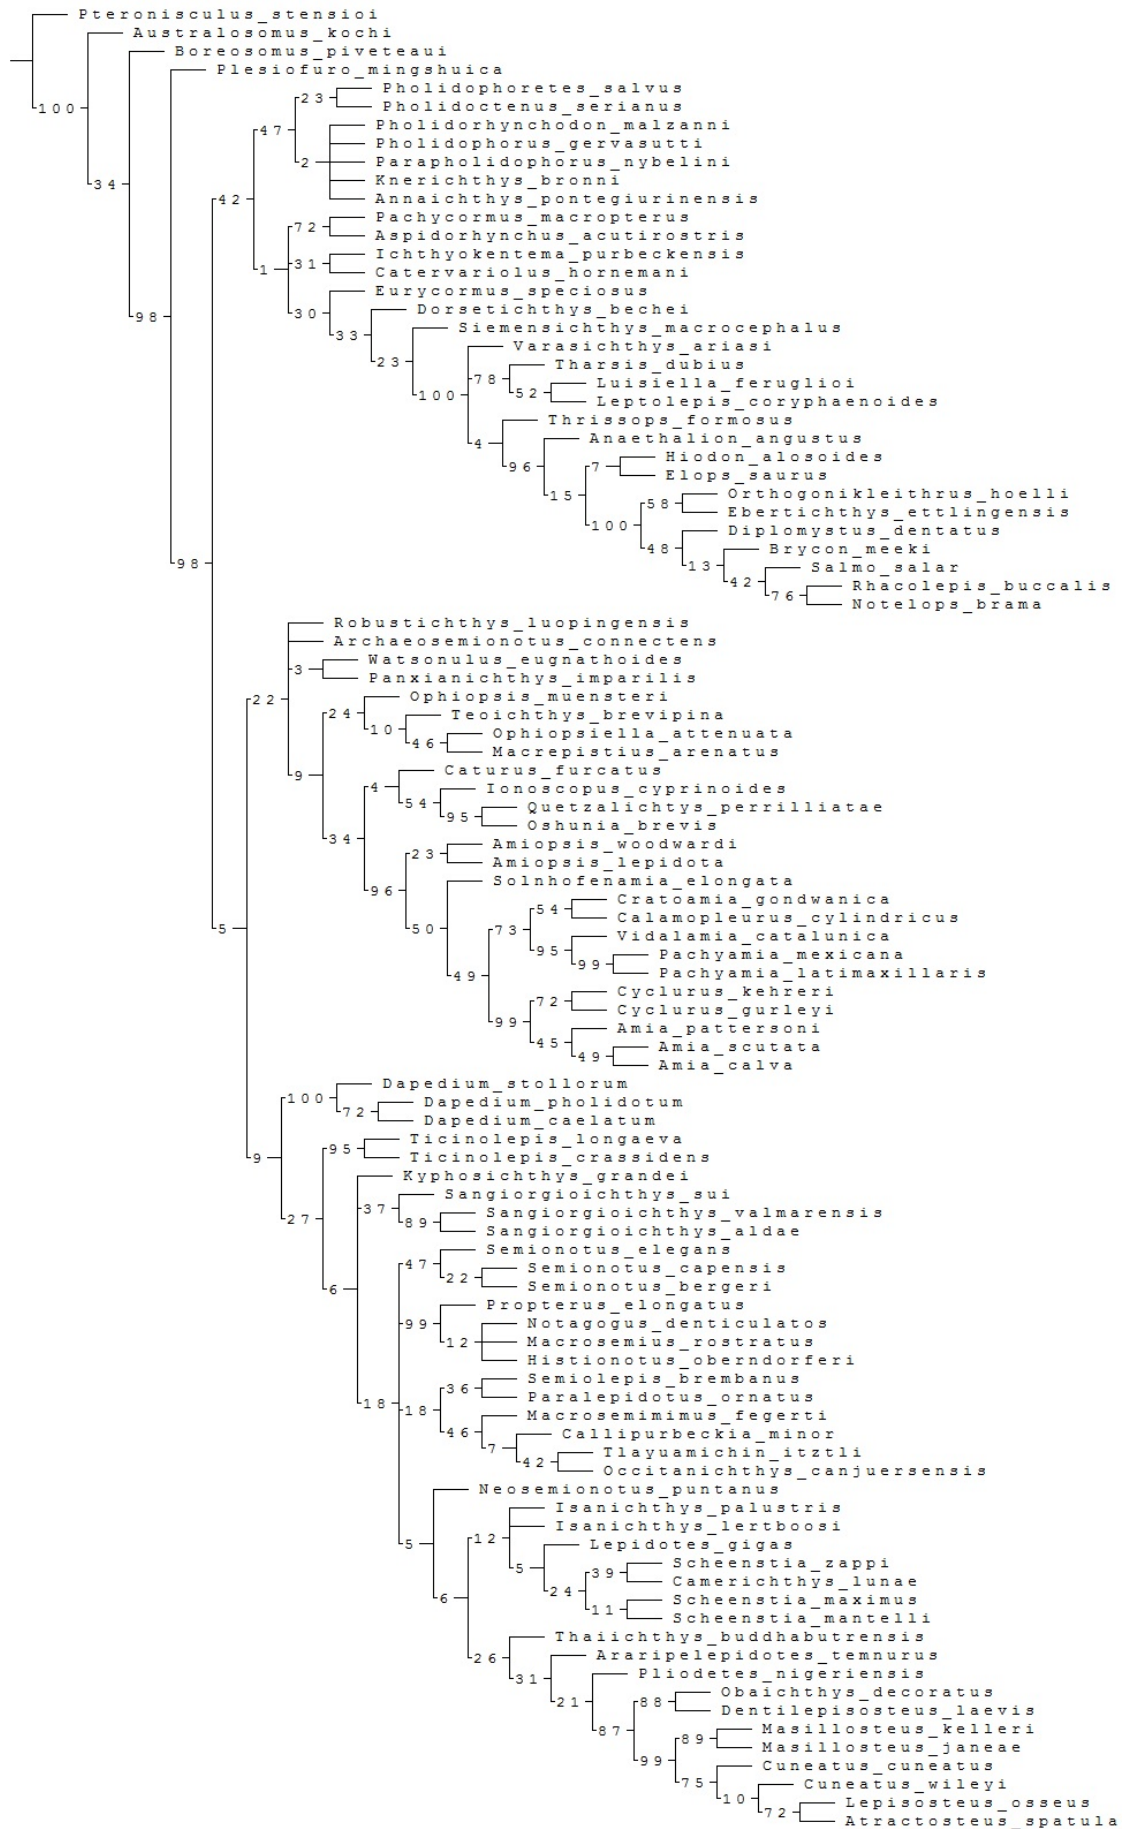 Pteronisculus_stensioi
Australosomus_kochi
Boreosomus_piveteaui
Plesiofuro_mingshuica
Pholidophoretes_salvus
23
Pholidoctenus_serianus
100
Pholidorhynchodon_malzanni
47
Pholidophorus_gervasutti
2
Parapholidophorus_nybelini
Knerichthys_bronni
34
Annaichthys_pontegiurinensis
42
Pachycormus_macropterus
72
Aspidorhynchus_acutirostris
Ichthyokentema_purbeckensis
1
31
Catervariolus_hornemani
Eurycormus_speciosus
30
Dorsetichthys_bechei
98
Siemensichthys_macrocephalus
33
Varasichthys_ariasi
23
Tharsis_dubius
78
Luisiella_feruglioi
100
52
Leptolepis_coryphaenoides
Thrissops_formosus
4
Anaethalion_angustus
Hiodon_alosoides
96
7
Elops_saurus
15
Orthogonikleithrus_hoelli
58
Ebertichthys_ettlingensis
100
Diplomystus_dentatus
48
Brycon_meeki
98
13
Salmo_salar
42
Rhacolepis_buccalis
76
Notelops_brama
Robustichthys_luopingensis
Archaeosemionotus_connectens
Watsonulus_eugnathoides
3
Panxianichthys_imparilis
22
Ophiopsis_muensteri
24
Teoichthys_brevipina
10
Ophiopsiella_attenuata
46
Macrepistius_arenatus
9
Caturus_furcatus
4
Ionoscopus_cyprinoides
54
Quetzalichtys_perrilliatae
95
Oshunia_brevis
34
Amiopsis_woodwardi
23
Amiopsis_lepidota
96
Solnhofenamia_elongata
Cratoamia_gondwanica
54
Calamopleurus_cylindricus
5
50
73
Vidalamia_catalunica
95
Pachyamia_mexicana
99
Pachyamia_latimaxillaris
49
Cyclurus_kehreri
72
Cyclurus_gurleyi
99
Amia_pattersoni
45
Amia_scutata
49
Amia_calva
Dapedium_stollorum
100
Dapedium_pholidotum
72
Dapedium_caelatum
Ticinolepis_longaeva
95
9
Ticinolepis_crassidens
Kyphosichthys_grandei
Sangiorgioichthys_sui
37
Sangiorgioichthys_valmarensis
27
89
Sangiorgioichthys_aldae
Semionotus_elegans
47
Semionotus_capensis
22
Semionotus_bergeri
6
Propterus_elongatus
99
Notagogus_denticulatos
12
Macrosemius_rostratus
Histionotus_oberndorferi
Semiolepis_brembanus
36
Paralepidotus_ornatus
18
18
Macrosemimimus_fegerti
46
Callipurbeckia_minor
7
Tlayuamichin_itztli
42
Occitanichthys_canjuersensis
Neosemionotus_puntanus
Isanichthys_palustris
5
12
Isanichthys_lertboosi
Lepidotes_gigas
5
Scheenstia_zappi
39
Camerichthys_lunae
24
6
Scheenstia_maximus
11
Scheenstia_mantelli
Thaiichthys_buddhabutrensis
26
Araripelepidotes_temnurus
31
Pliodetes_nigeriensis
21
Obaichthys_decoratus
88
Dentilepisosteus_laevis
87
Masillosteus_kelleri
89
Masillosteus_janeae
99
Cuneatus_cuneatus
75
Cuneatus_wileyi
10
Lepisosteus_osseus
72
Atractosteus_spatula